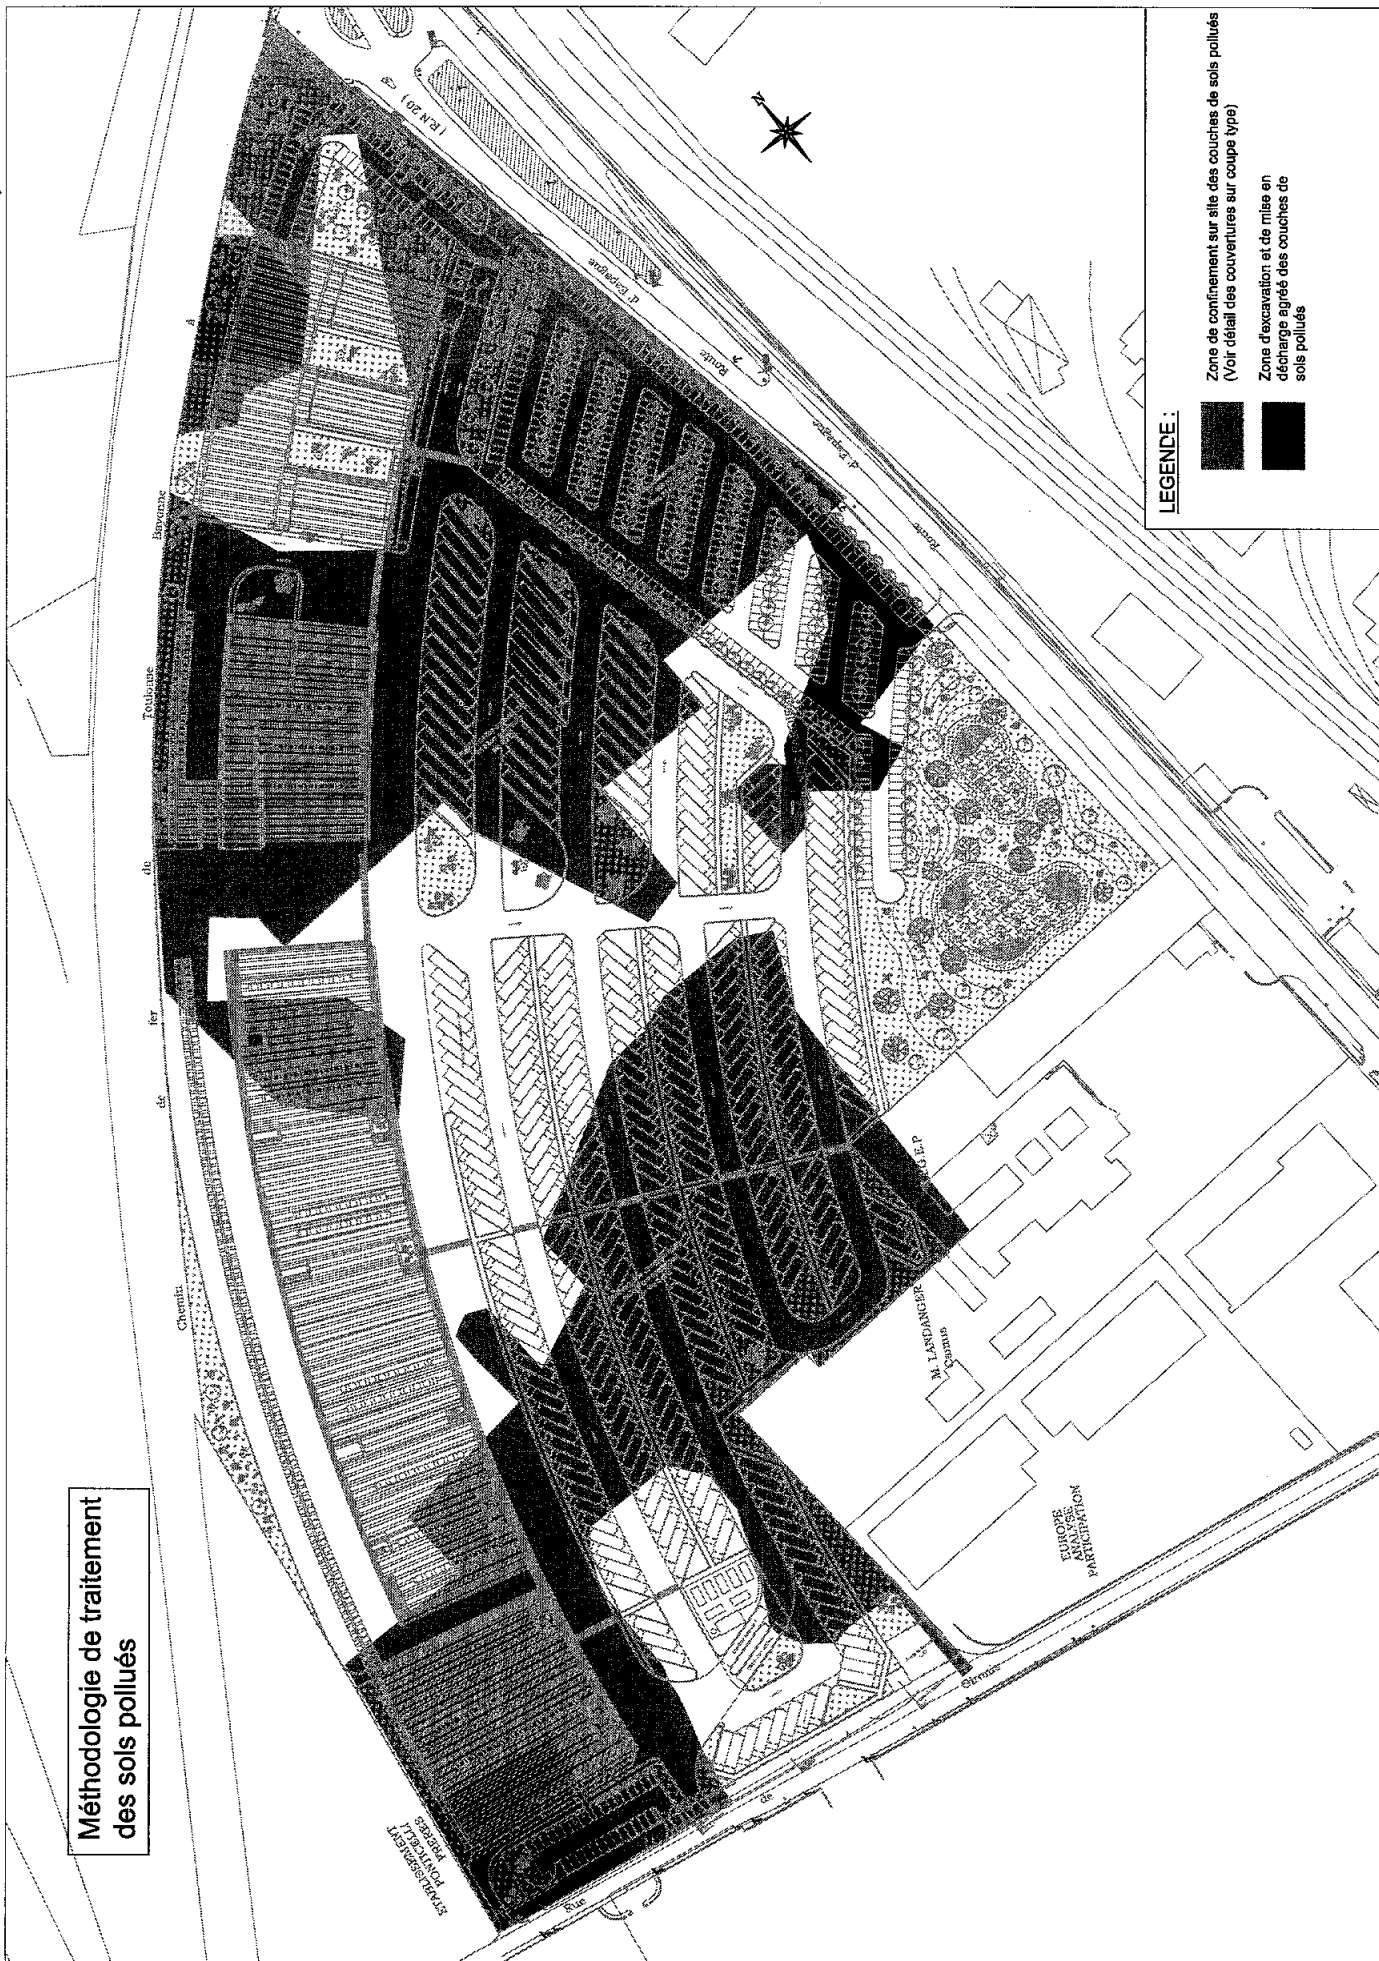 Méthodologie de traitement
des sols pollués
Chemin
de
fer
de
Toulouse
à
Bayonne
( R.N 20 )
Route
d' Espagne
Route
d' Espagne
N
ETABLISSEMENT
PONTICELLI
FRERES
Rue
de
Gimars
M. LANDANGER
Camus
EUROPE
ANALYSE
PARTICIPATION
LEGENDE :
Zone de confinement sur site des couches de sols pollués
(Voir détail des couvertures sur coupe type)
Zone d'excavation et de mise en
décharge agréé des couches de
sols pollués